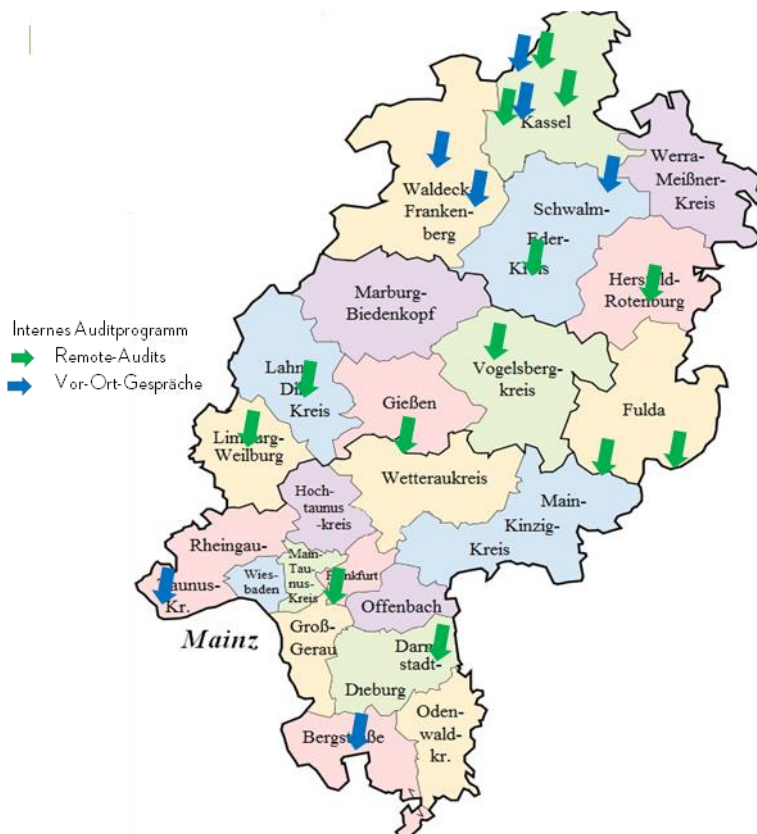 Kassel
Werra-
Meißner-
Kreis
Waldeck-
Franken-
berg
Schwalm-
Eder-
Kreis
Hersfeld-
Rotenburg
Marburg-
Biedenkopf
Internes Auditprogramm
Remote-Audits
Vor-Ort-Gespräche
Lahn-
Dill-
Kreis
Gießen
Vogelsberg-
kreis
Fulda
Limburg-
Weilburg
Wetteraukreis
Hoch-
taunus
-kreis
Main-
Kinzig-
Kreis
Rheingau-
Taunus-
Kr.
Wies-
baden
Main-
Taunus-
Kreis
Frankfurt
Offenbach
Mainz
Groß-
Gerau
Darm-
stadt-
Dieburg
Bergstraße
Oden-
wald-
kr.